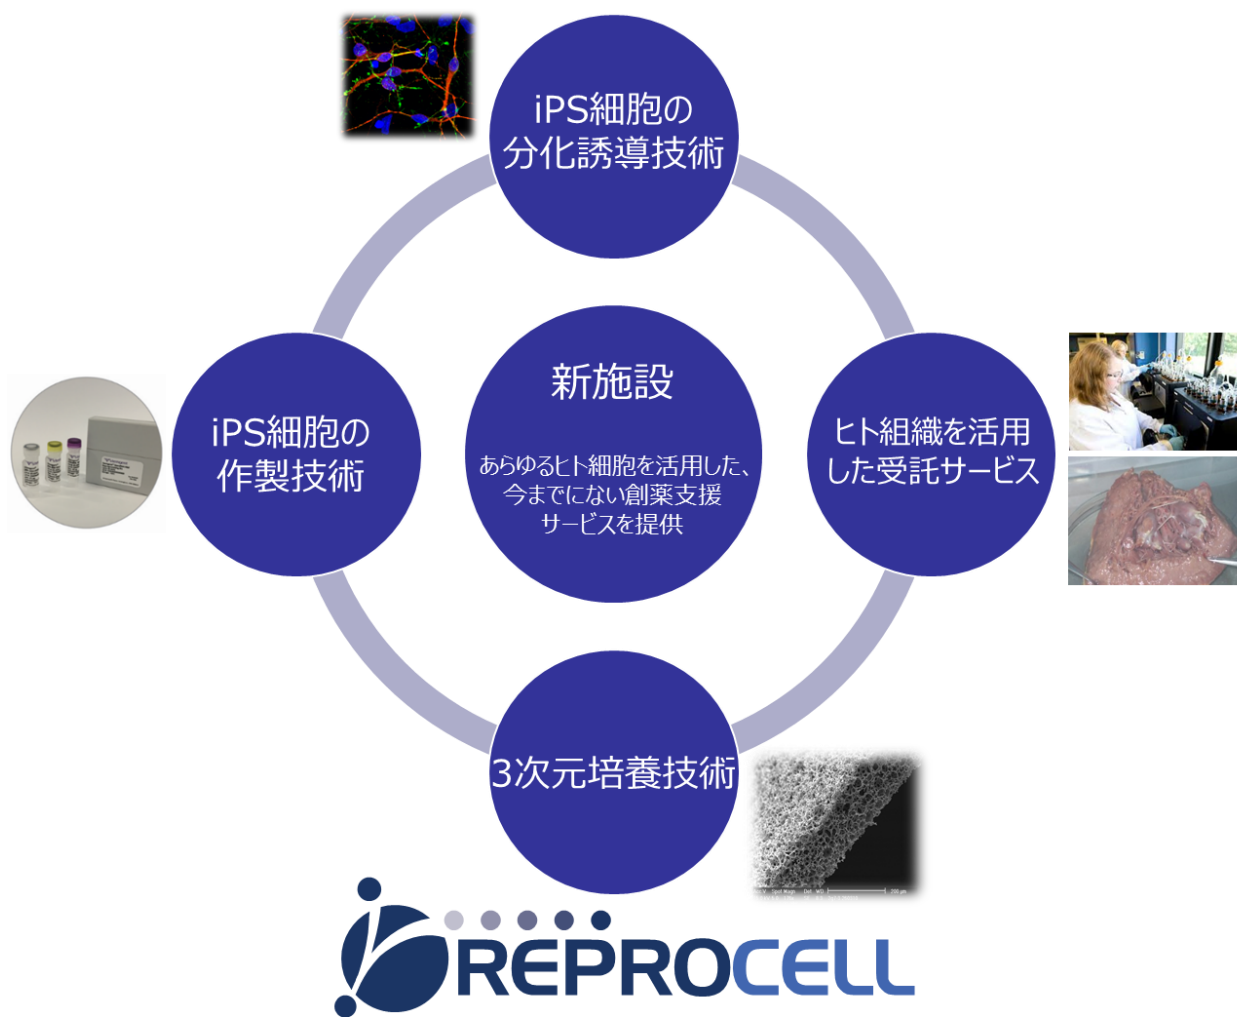 iPS細胞の
分化誘導技術
iPS細胞の
作製技術
新施設
あらゆるヒト細胞を活用した、
今までにない創薬支援
サービスを提供
ヒト組織を活用
した受託サービス
3次元培養技術
REPROCELL